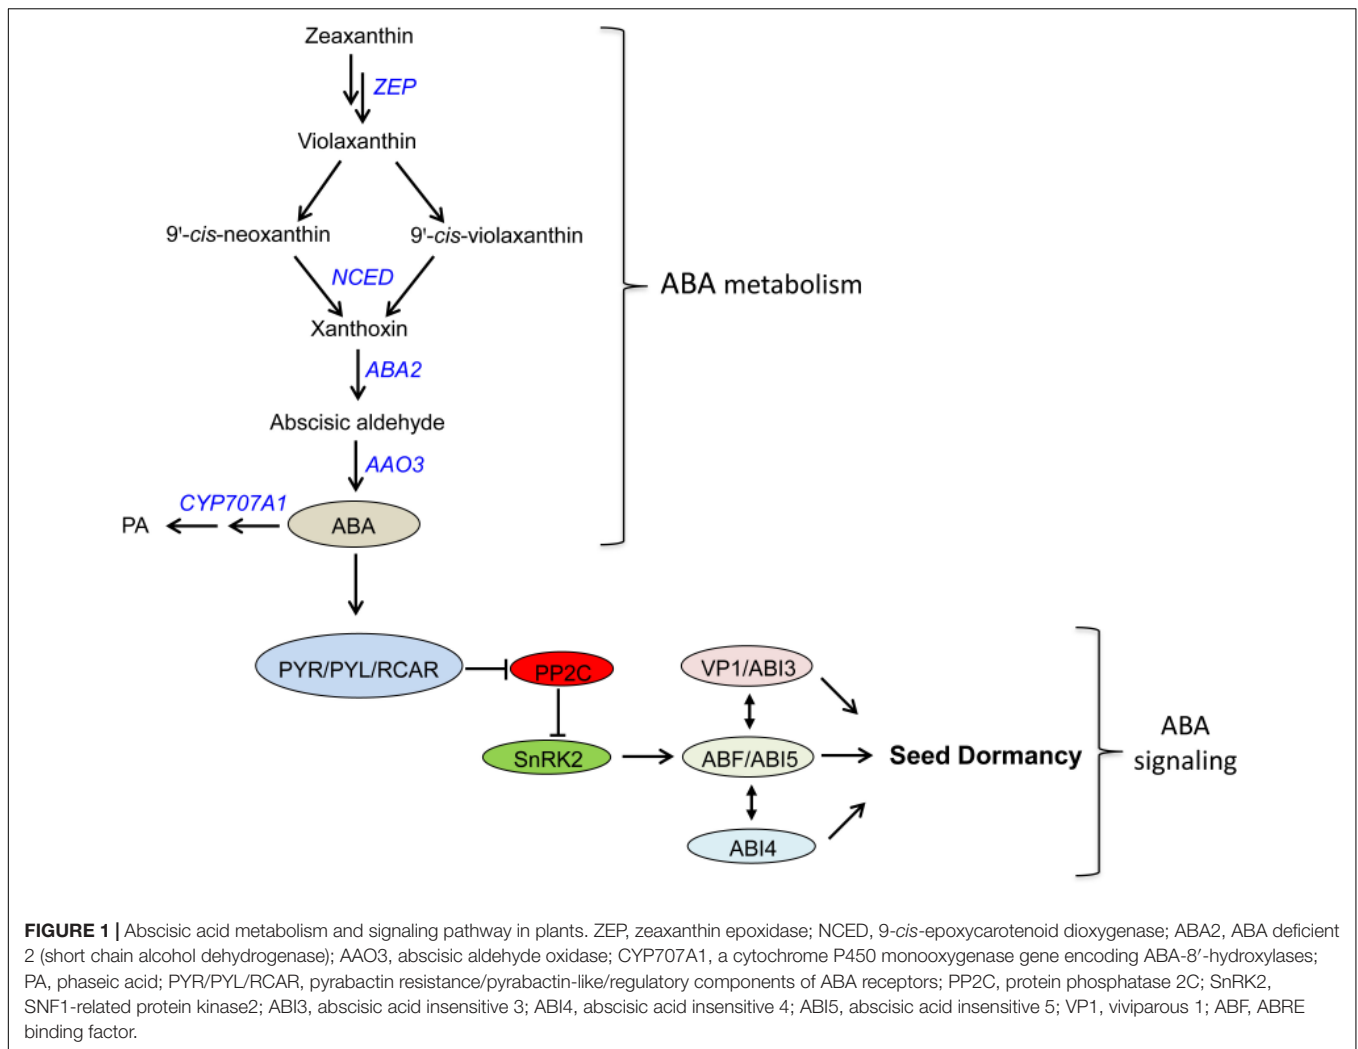 Zeaxanthin
ZEP
Violaxanthin
9'-cis-neoxanthin
9'-cis-violaxanthin
NCED
Xanthoxin
ABA metabolism
ABA2
Abscisic aldehyde
AAO3
CYP707A1
PA
ABA
PYR/PYL/RCAR
PP2C
VP1/ABI3
SnRK2
ABF/ABI5
Seed Dormancy
ABA
signaling
ABI4
FIGURE 1 | Abscisic acid metabolism and signaling pathway in plants. ZEP, zeaxanthin epoxidase; NCED, 9-cis-epoxycarotenoid dioxygenase; ABA2, ABA deficient
2 (short chain alcohol dehydrogenase); AAO3, abscisic aldehyde oxidase; CYP707A1, a cytochrome P450 monooxygenase gene encoding ABA-8′-hydroxylases;
PA, phaseic acid; PYR/PYL/RCAR, pyrabactin resistance/pyrabactin-like/regulatory components of ABA receptors; PP2C, protein phosphatase 2C; SnRK2,
SNF1-related protein kinase2; ABI3, abscisic acid insensitive 3; ABI4, abscisic acid insensitive 4; ABI5, abscisic acid insensitive 5; VP1, viviparous 1; ABF, ABRE
binding factor.